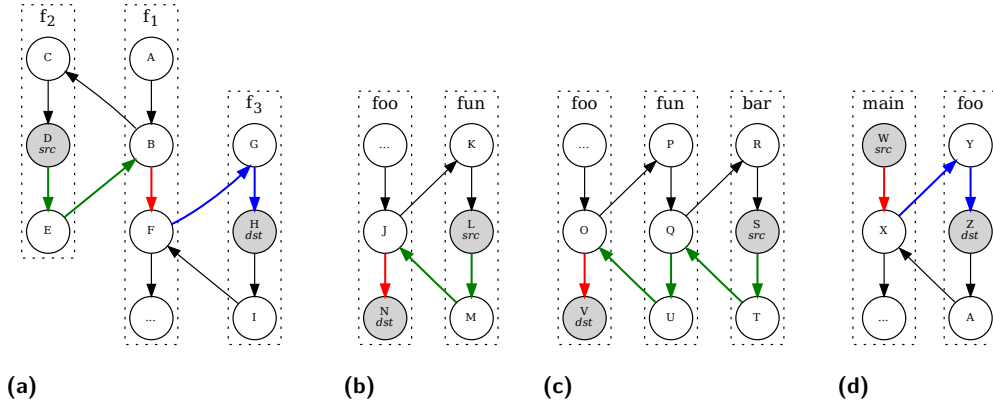 f2
f1
C
A
D
src
B
E
f3
G
F
H
dst
...
I
(a)
foo
fun
...
K
J
L
src
N
dst
M
(b)
foo
fun
bar
...
P
R
O
Q
S
src
V
dst
U
T
(c)
main
foo
W
src
Y
X
Z
dst
...
A
(d)